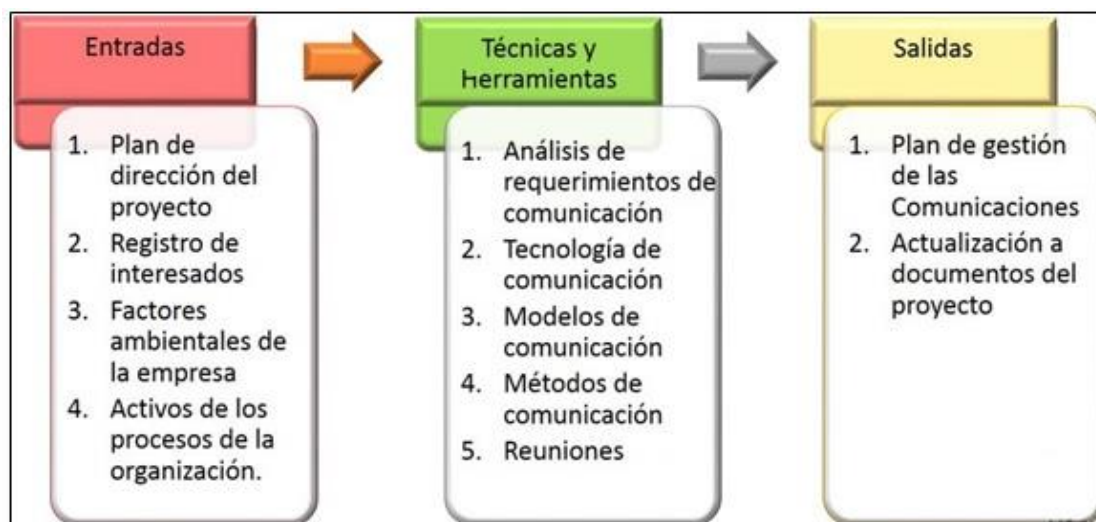 Entradas
1. Plan de
dirección del
proyecto
2. Registro de
interesados
3. Factores
ambientales de
la empresa
4. Activos de los
procesos de la
organización.
Técnicas y
Herramientas
1. Análisis de
requerimientos de
comunicación
2. Tecnología de
comunicación
3. Modelos de
comunicación
4. Métodos de
comunicación
5. Reuniones
Salidas
1. Plan de gestión
de las
Comunicaciones
2. Actualización a
documentos del
proyecto